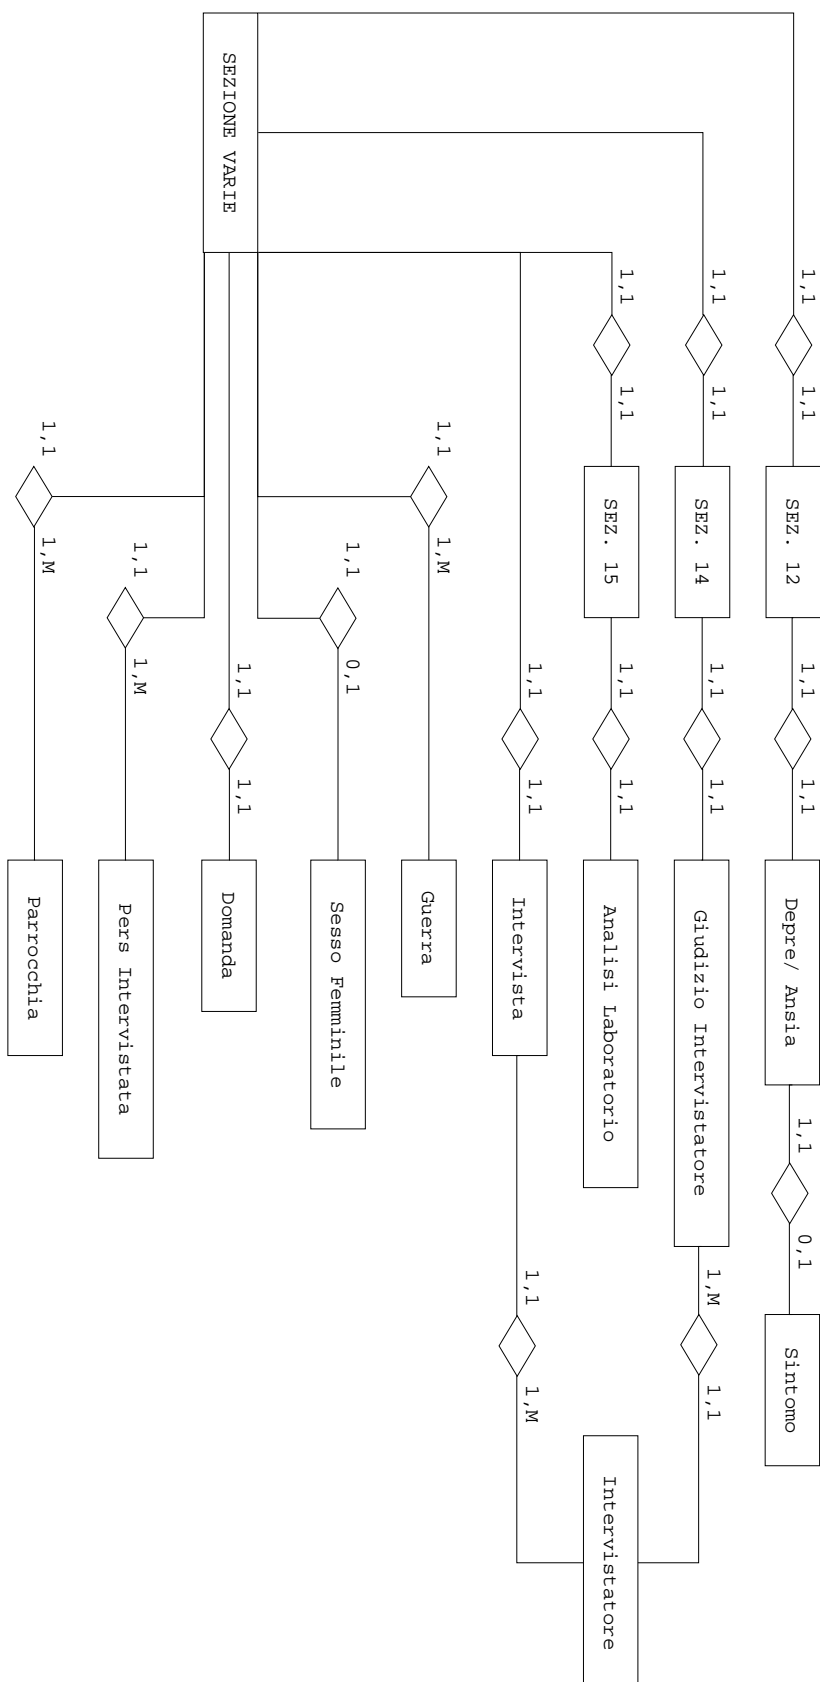 1,1 1,1 SEZ. 12 1,1 1,1 Depre/ Ansia 1,1 0,1 Sintomo
1,1 1,1 SEZ. 14 1,1 1,1 Giudizio Intervistatore 1,M 1,1
1,1 1,1 SEZ. 15 1,1 1,1 Analisi Laboratorio Intervistatore
1,1 1,1 Intervista 1,1 1,M
1,1 1,M Guerra
1,1 0,1 Sesso Femminile
SEZIONE VARIE 1,1 1,1 Domanda
1,1 1,M Pers Intervistata
1,1 1,M Parrocchia